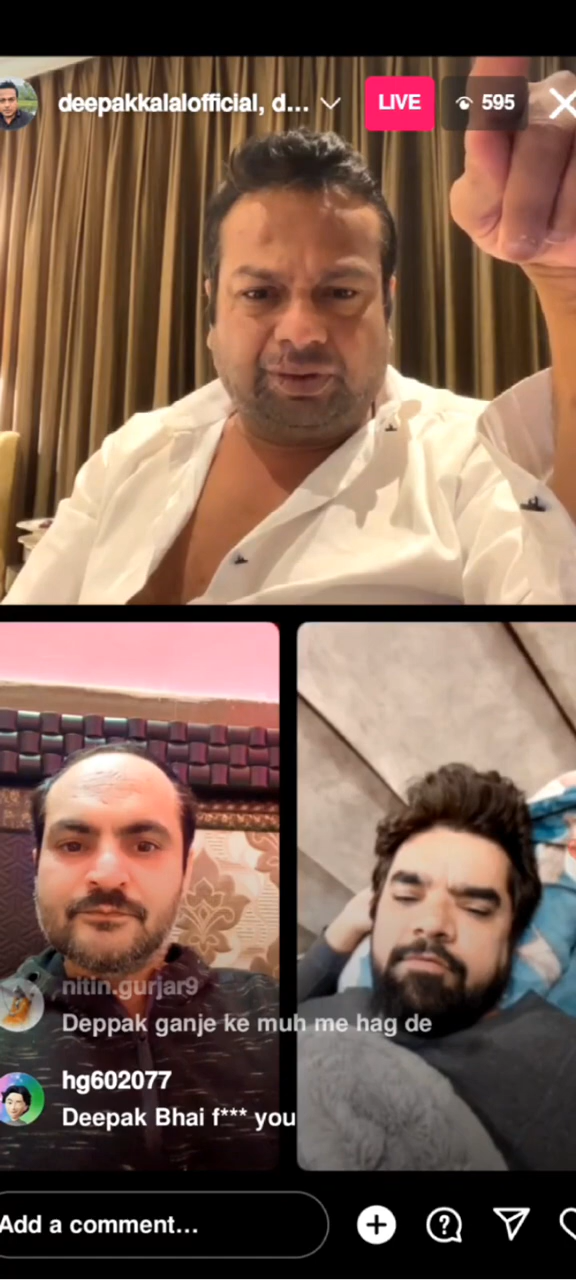 deepakkalalofficial, d...
LIVE
595
nitin.gurjar9
Deppak ganje ke muh me hag de
hg602077
Deepak Bhai f*** you
Add a comment...